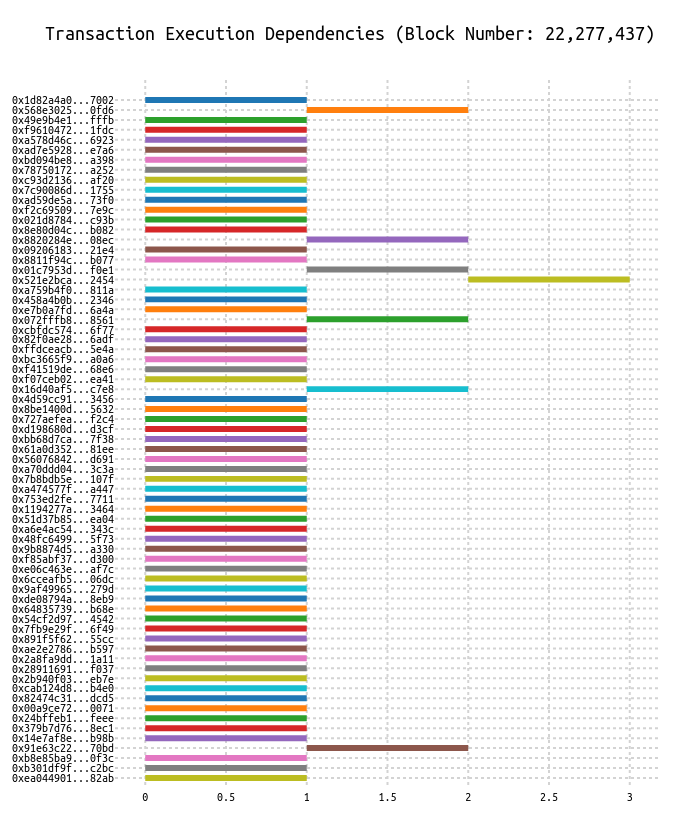 Transaction Execution Dependencies (Block Number: 22,277,437)
0x1d82a4a0...7002
0x568e3025...0fd6
0x49e9b4e1...fffb
0xf9610472...1fdc
0xa578d46c...6923
0xad7e5928...e7a6
0xbd094be8...a398
0x78750172...a252
0xc93d2136...af20
0x7c90086d...1755
0xad59de5a...73f0
0xf2c69509...7e9c
0x021d8784...c93b
0x8e80d04c...b082
0x8820284e...08ec
0x09206183...21e4
0x8811f94c...b077
0x01c7953d...f0e1
0x521e2bca...2454
0xa759b4f0...811a
0x458a4b0b...2346
0xe7b0a7fd...6a4a
0x072fffb8...8561
0xcbfdc574...6f77
0x82f0ae28...6adf
0xffdceacb...5e4a
0xbc3665f9...a0a6
0xf41519de...68e6
0xf07ceb02...ea41
0x16d40af5...c7e8
0x4d59cc91...3456
0x8be1400d...5632
0x727aefea...f2c4
0xd198680d...d3cf
0xbb68d7ca...7f38
0x61a0d352...81ee
0x56076842...d691
0xa70ddd04...3c3a
0x7b8bdb5e...107f
0xa474577f...a447
0x753ed2fe...7711
0x1194277a...3464
0x51d37b85...ea04
0xa6e4ac54...343c
0x48fc6499...5f73
0x9b8874d5...a330
0xf85abf37...d300
0xe06c463e...af7c
0x6cceafb5...06dc
0x9af49965...279d
0xde08794a...8eb9
0x64835739...b68e
0x54cf2d97...4542
0x7fb9e29f...6f49
0x891f5f62...55cc
0xae2e2786...b597
0x2a8fa9dd...1a11
0x28911691...f037
0x2b940f03...eb7e
0xcab124d8...b4e0
0x82474c31...dcd5
0x00a9ce72...0071
0x24bffeb1...feee
0x379b7d76...8ec1
0x14e7af8e...b98b
0x91e63c22...70bd
0xb8e85ba9...0f3c
0xb301df9f...c2bc
0xea044901...82ab
0 0.5 1 1.5 2 2.5 3